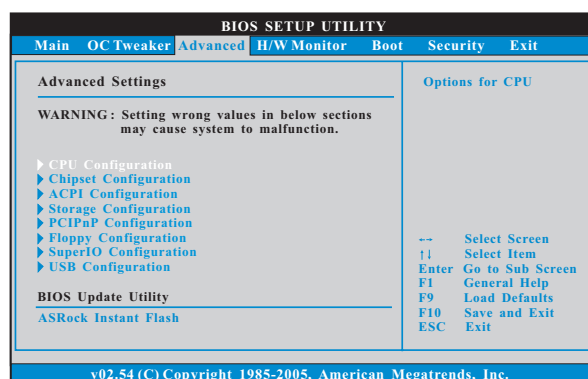 BIOS SETUP UTILITY
Main OC Tweaker Advanced H/W Monitor Boot Security Exit
Advanced Settings
WARNING : Setting wrong values in below sections
may cause system to malfunction.
CPU Configuration
Chipset Configuration
ACPI Configuration
Storage Configuration
PCIPnP Configuration
Floppy Configuration
SuperIO Configuration
USB Configuration
BIOS Update Utility
ASRock Instant Flash
Options for CPU
←→ Select Screen
↑↓ Select Item
Enter Go to Sub Screen
F1 General Help
F9 Load Defaults
F10 Save and Exit
ESC Exit
v02.54 (C) Copyright 1985-2005, American Megatrends, Inc.